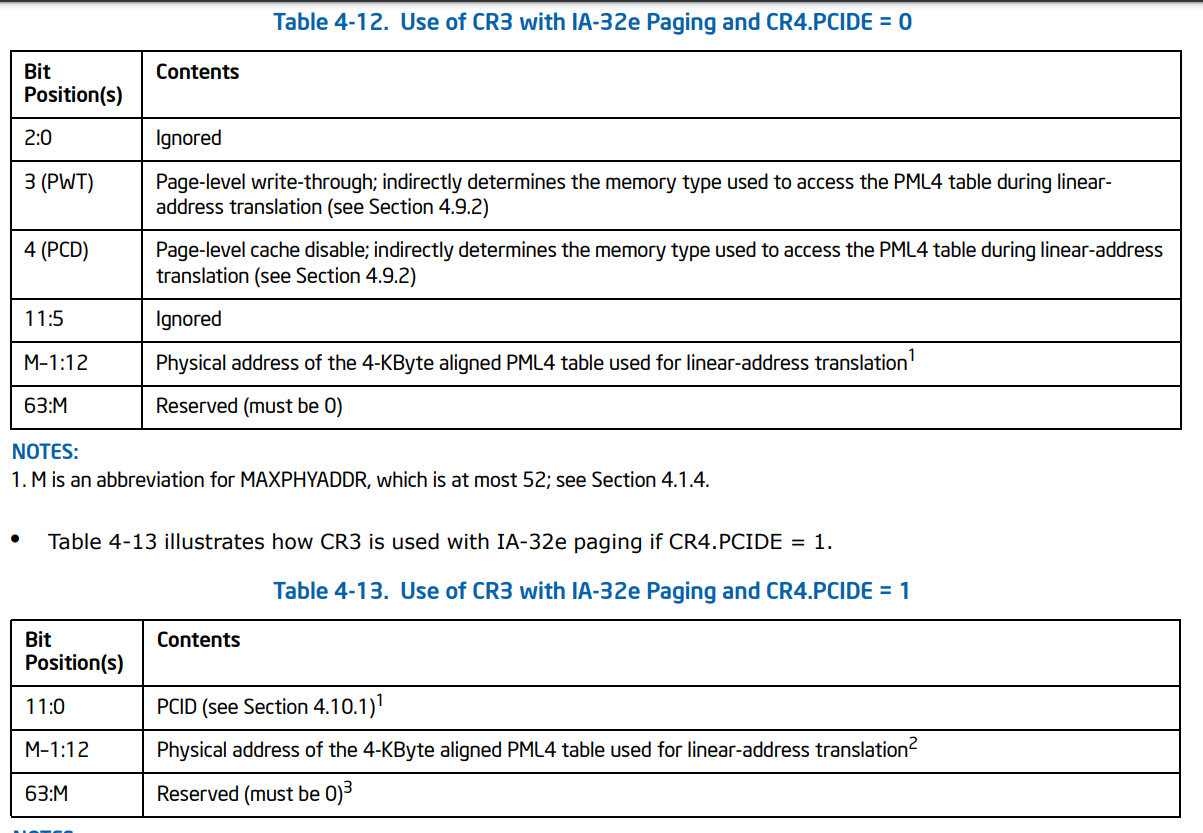 Table 4-12. Use of CR3 with IA-32e Paging and CR4.PCIDE = 0
Bit
Position(s)
Contents
2:0
Ignored
3 (PWT)
Page-level write-through; indirectly determines the memory type used to access the PML4 table during linear-
address translation (see Section 4.9.2)
4 (PCD)
Page-level cache disable; indirectly determines the memory type used to access the PML4 table during linear-address
translation (see Section 4.9.2)
11:5
Ignored
M–1:12
Physical address of the 4-KByte aligned PML4 table used for linear-address translation1
63:M
Reserved (must be 0)
NOTES:
1. M is an abbreviation for MAXPHYADDR, which is at most 52; see Section 4.1.4.
• Table 4-13 illustrates how CR3 is used with IA-32e paging if CR4.PCIDE = 1.
Table 4-13. Use of CR3 with IA-32e Paging and CR4.PCIDE = 1
Bit
Position(s)
Contents
11:0
PCID (see Section 4.10.1)1
M–1:12
Physical address of the 4-KByte aligned PML4 table used for linear-address translation2
63:M
Reserved (must be 0)3